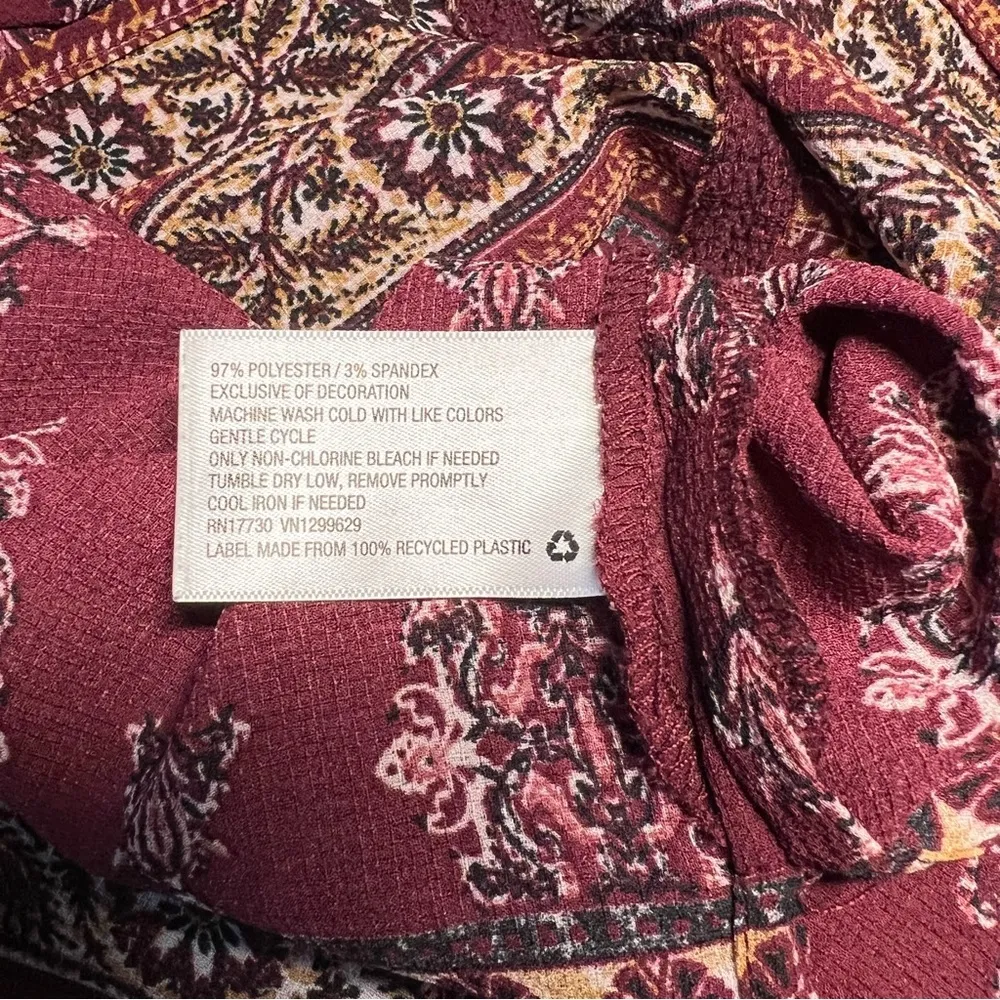 97% POLYESTER / 3% SPANDEX
EXCLUSIVE OF DECORATION
MACHINE WASH COLD WITH LIKE COLORS
GENTLE CYCLE
ONLY NON-CHLORINE BLEACH IF NEEDED
TUMBLE DRY LOW, REMOVE PROMPTLY
COOL IRON IF NEEDED
RN17730 VN1299629
LABEL MADE FROM 100% RECYCLED PLASTIC